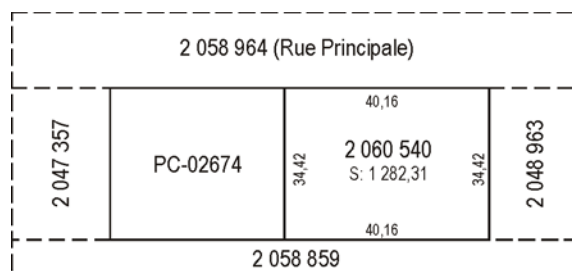 2 058 964 (Rue Principale)
2 047 357
PC-02674
40,16
34,42
2 060 540
S: 1 282,31
34,42
40,16
2 048 963
2 058 859